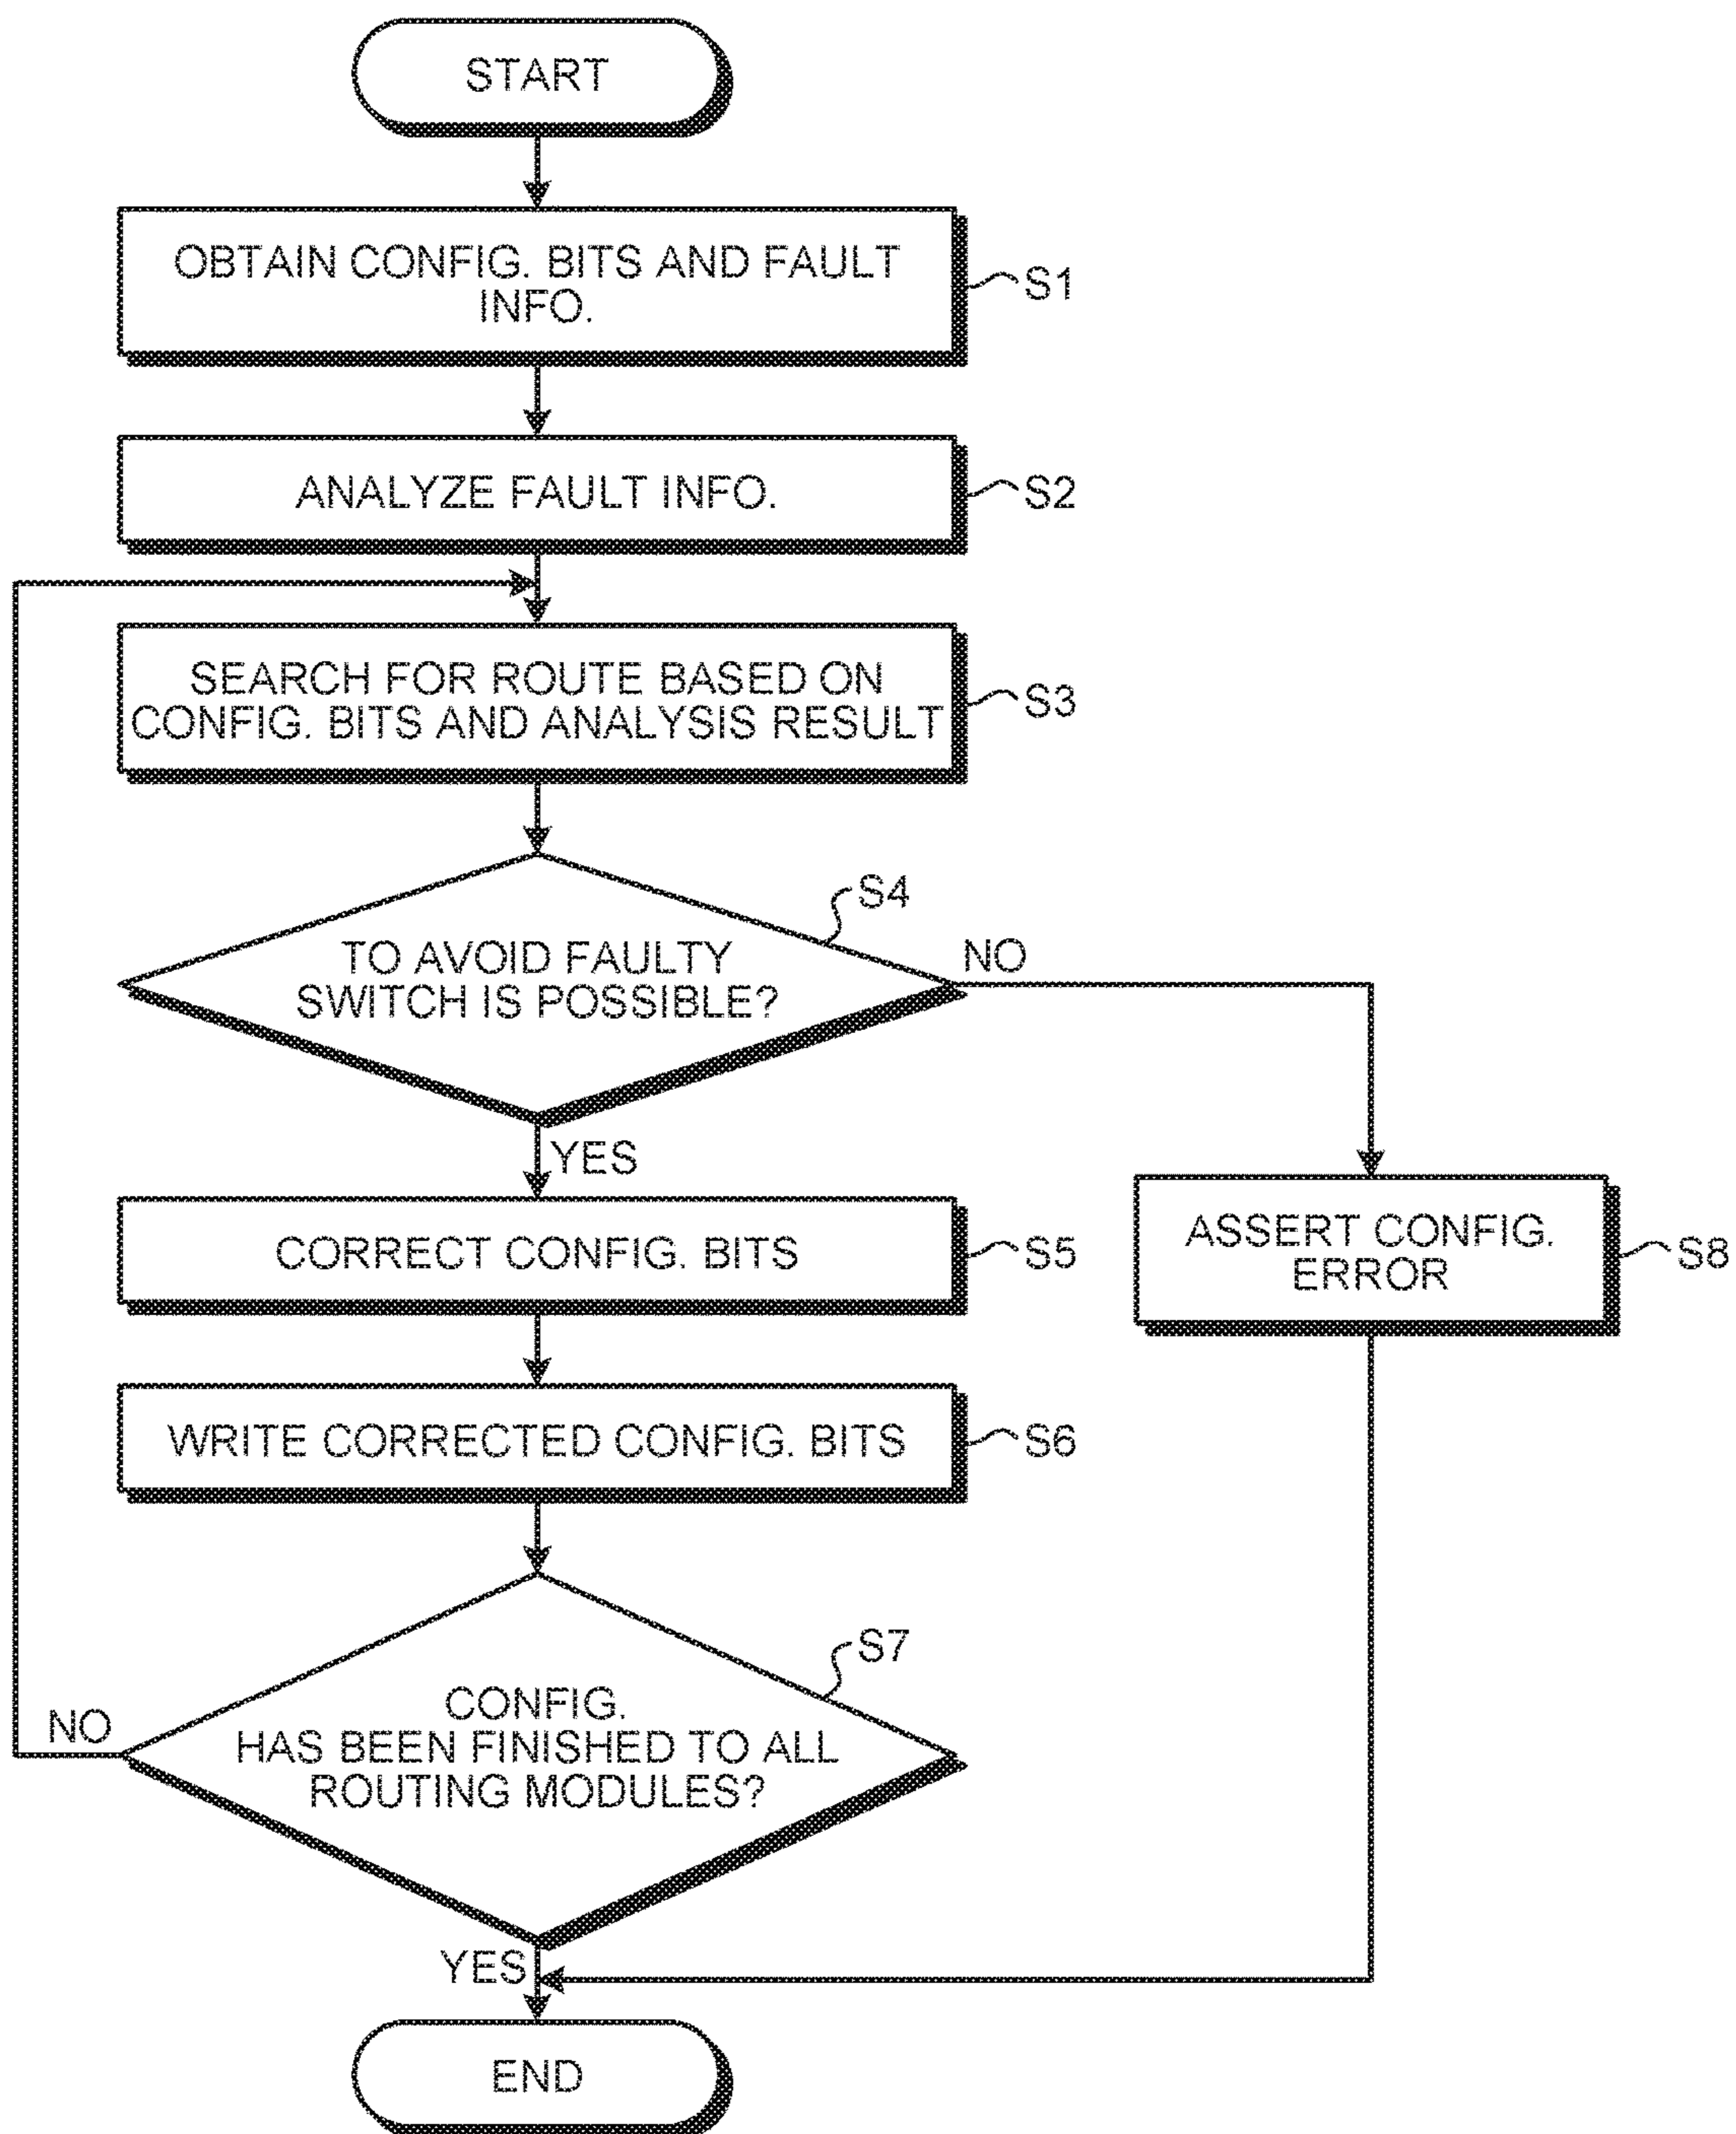 START
OBTAIN CONFIG. BITS AND FAULT
INFO.
S1
ANALYZE FAULT INFO.
S2
SEARCH FOR ROUTE BASED ON
CONFIG. BITS AND ANALYSIS RESULT
S3
S4
TO AVOID FAULTY
SWITCH IS POSSIBLE?
NO
YES
CORRECT CONFIG. BITS
S5
ASSERT CONFIG.
ERROR
S8
WRITE CORRECTED CONFIG. BITS
S6
S7
CONFIG.
HAS BEEN FINISHED TO ALL
ROUTING MODULES?
NO
YES
END